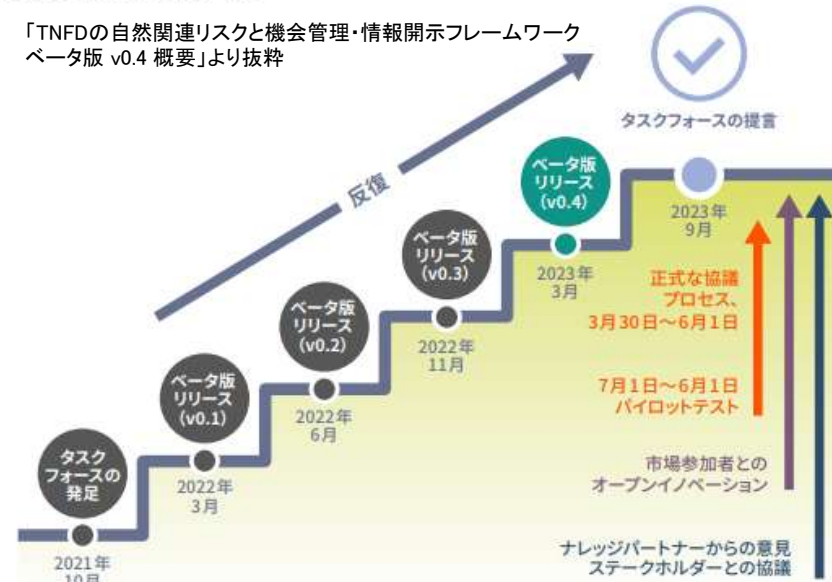 「TNFDの自然関連リスクと機会管理・情報開示フレームワーク
ベータ版 v0.4 概要」より抜粋
タスクフォースの提言
反復
ベータ版
リリース
(v0.4)
2023年
9月
ベータ版
リリース
(v0.3)
2023年
3月
正式な協議
プロセス、
3月30日～6月1日
ベータ版
リリース
(v0.2)
2022年
11月
7月1日～6月1日
パイロットテスト
ベータ版
リリース
(v0.1)
2022年
6月
タスク
フォースの
発足
2022年
3月
市場参加者との
オープンイノベーション
2021年
10月
ナレッジパートナーからの意見
ステークホルダーとの協議